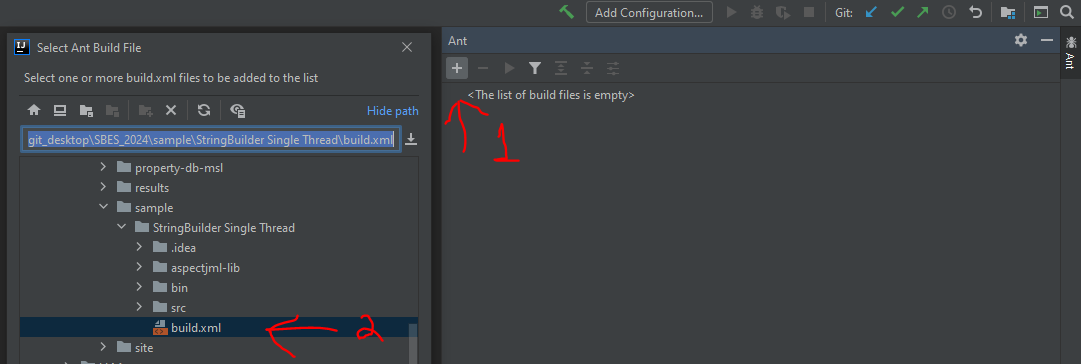 Add Configuration...
Git:
IJ Select Ant Build File
Select one or more build.xml files to be added to the list
Hide path
git_desktop\SBES_2024\sample\StringBuilder Single Thread\build.xml
property-db-msl
results
sample
StringBuilder Single Thread
.idea
aspectjml-lib
bin
src
build.xml
site
2
Ant
<The list of build files is empty>
1
Ant